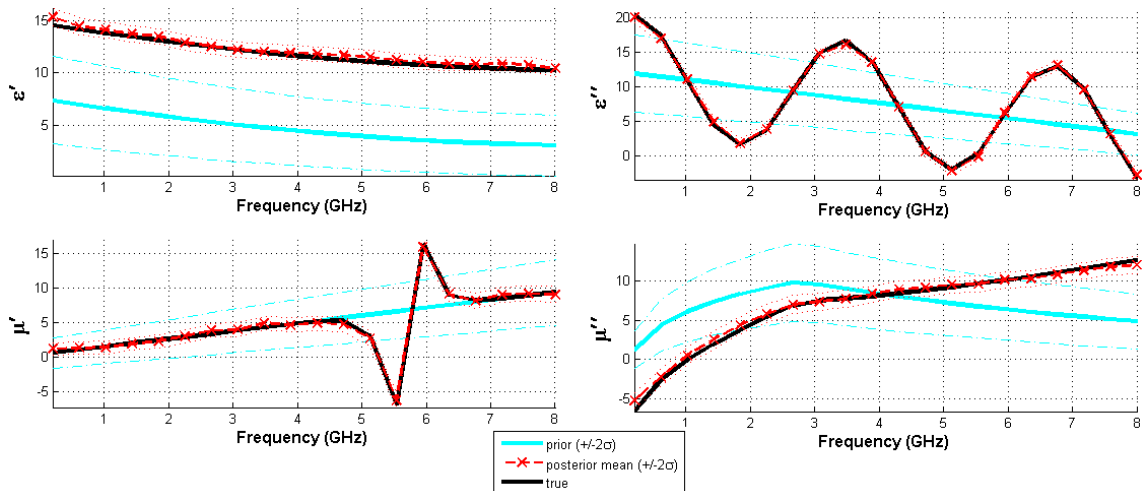 15
10
5
ε′
1 2 3 4 5 6 7 8
Frequency (GHz)
20
15
10
5
0
ε′′
1 2 3 4 5 6 7 8
Frequency (GHz)
15
10
5
0
-5
μ′
1 2 3 4 5 6 7 8
Frequency (GHz)
10
5
0
-5
μ′′
1 2 3 4 5 6 7 8
Frequency (GHz)
prior (+/-2σ)
posterior mean (+/-2σ)
true